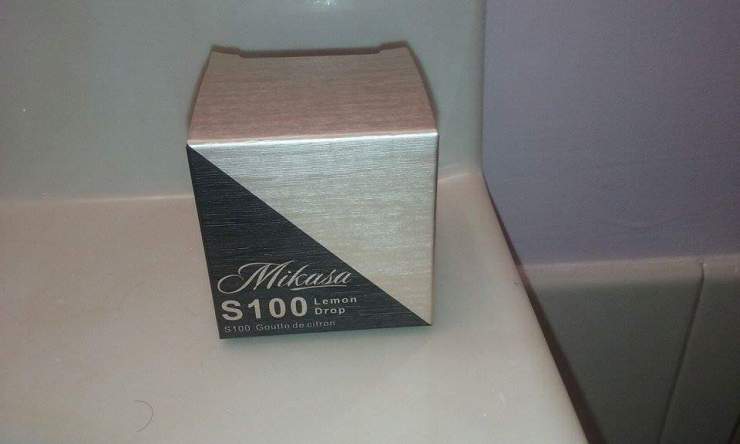 Mikasa
S100 Lemon
Drop
S100 Goutte de citron